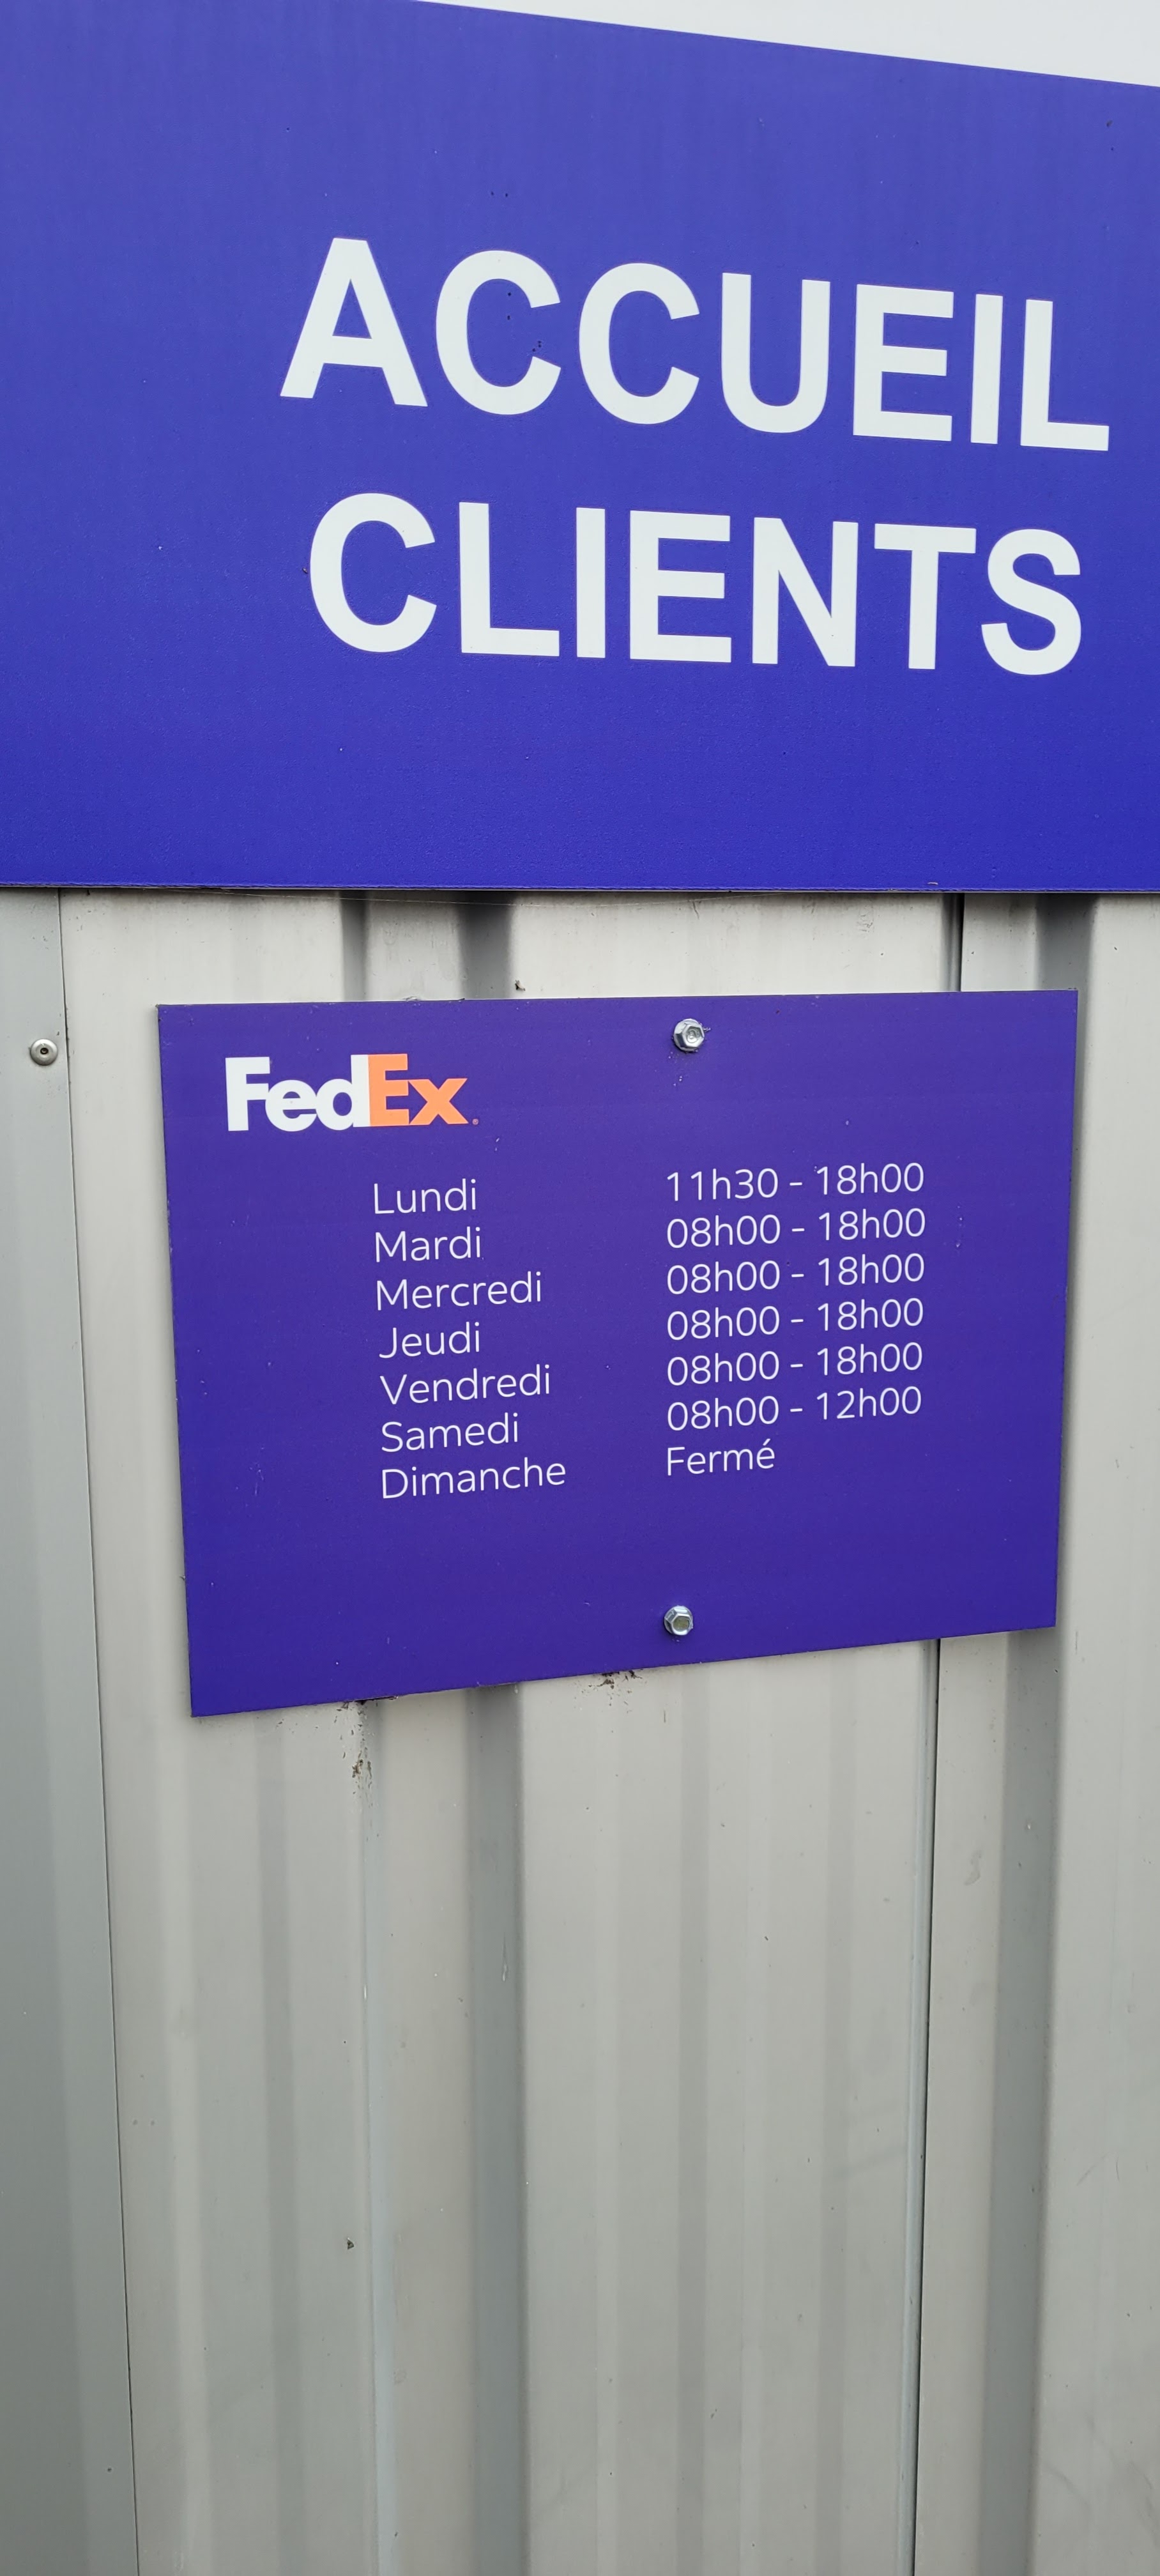 ACCUEIL
CLIENTS
FedEx
Lundi 11h30 - 18h00
Mardi 08h00 - 18h00
Mercredi 08h00 - 18h00
Jeudi 08h00 - 18h00
Vendredi 08h00 - 18h00
Samedi 08h00 - 12h00
Dimanche Fermé